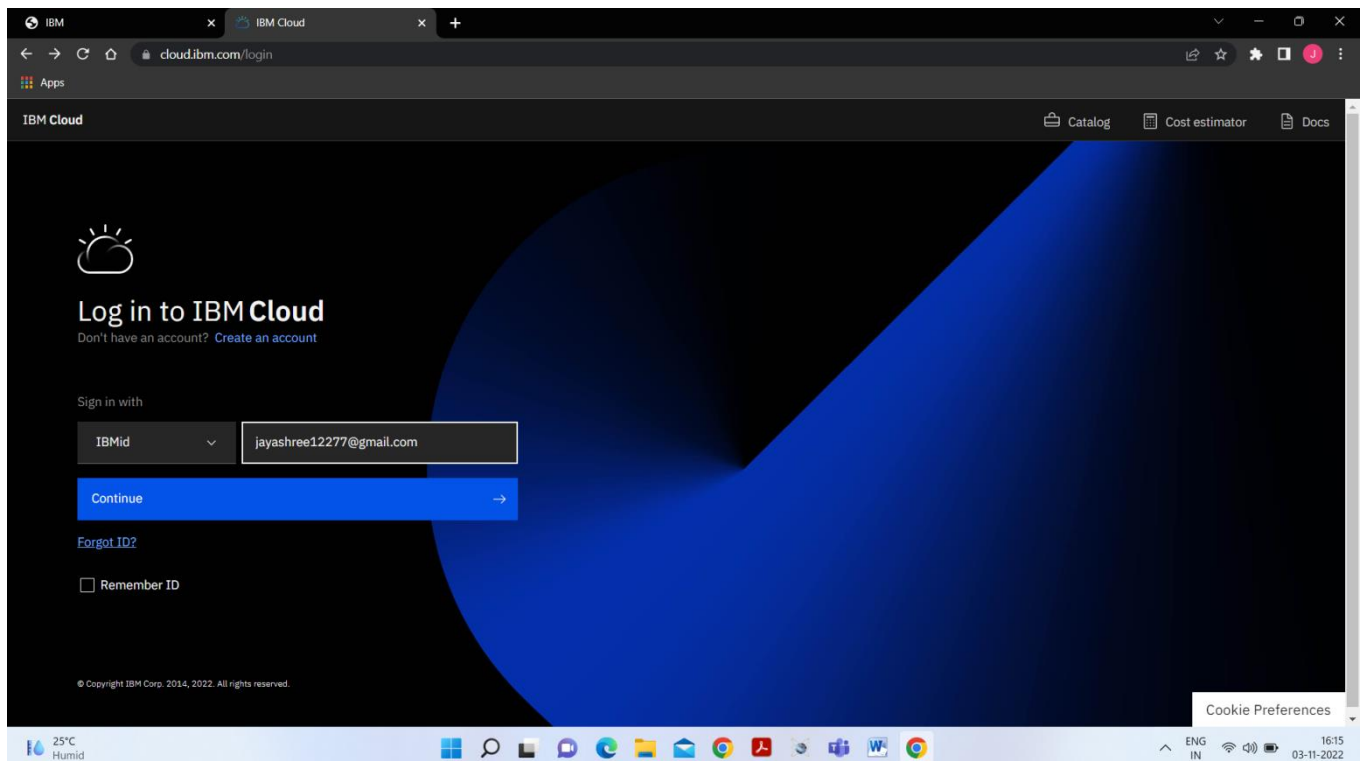 IBM
IBM Cloud
cloud.ibm.com/login
J
Apps
IBM Cloud
Catalog
Cost estimator
Docs
Log in to IBM Cloud
Don't have an account? Create an account
Sign in with
IBMid
jayashree12277@gmail.com
Continue
Forgot ID?
Remember ID
© Copyright IBM Corp. 2014, 2022. All rights reserved.
Cookie Preferences
25°C
Humid
W
ENG
IN
16:15
03-11-2022